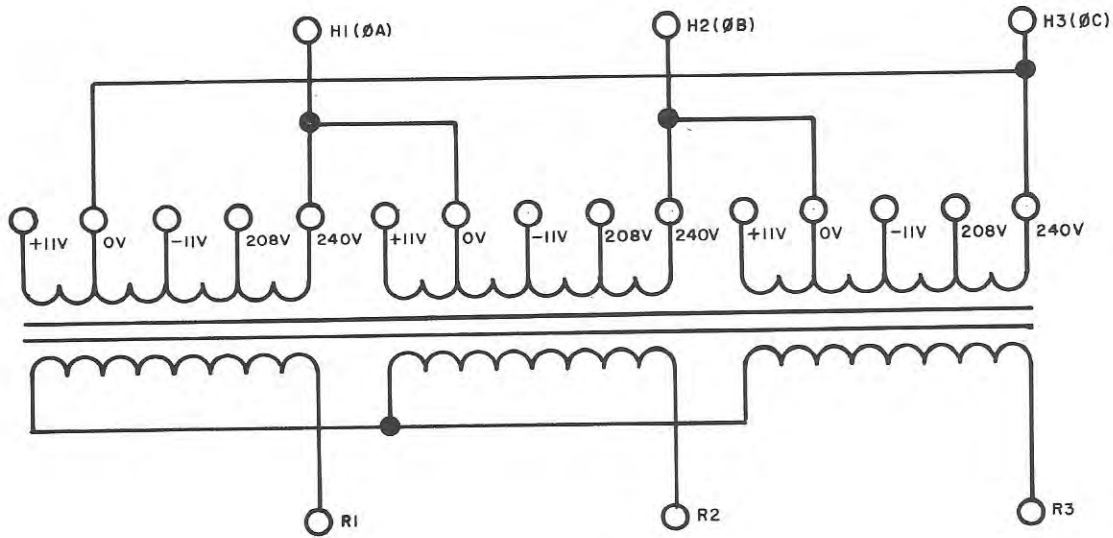 H1(ØA)
H2(ØB)
H3(ØC)
+11V
0V
-11V
208V
240V
+11V
0V
-11V
208V
240V
+11V
0V
-11V
208V
240V
R1
R2
R3